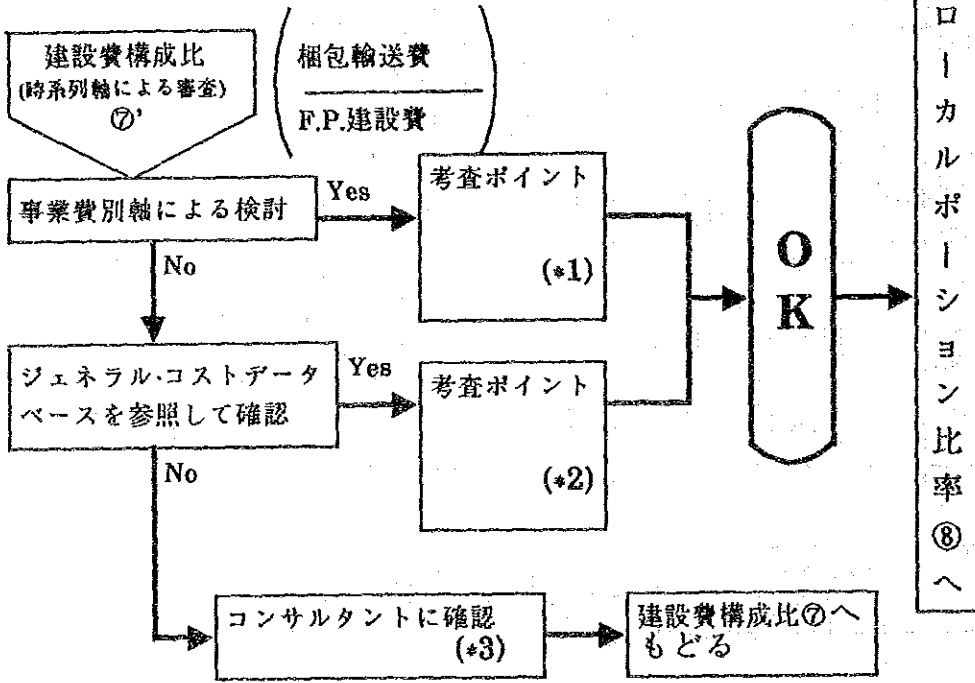 建設費構成比
(時系列軸による審査)
⑦'
梱包輸送費
F.P.建設費
事業費別軸による検討
Yes
考査ポイント
(*1)
No
ジェネラル・コストデータ
ベースを参照して確認
Yes
考査ポイント
(*2)
No
コンサルタントに確認
(*3)
建設費構成比⑦へ
もどる
OK
ローカルポーション比率⑧へ